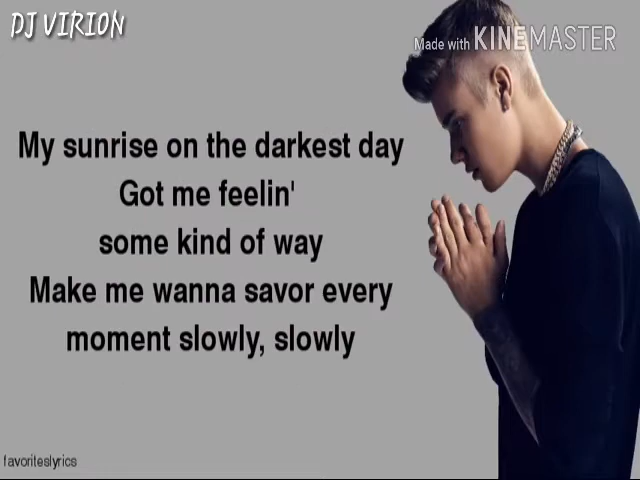 DJ VIRION
Made with KINEMASTER
My sunrise on the darkest day
Got me feelin'
some kind of way
Make me wanna savor every
moment slowly, slowly
favoriteslyrics